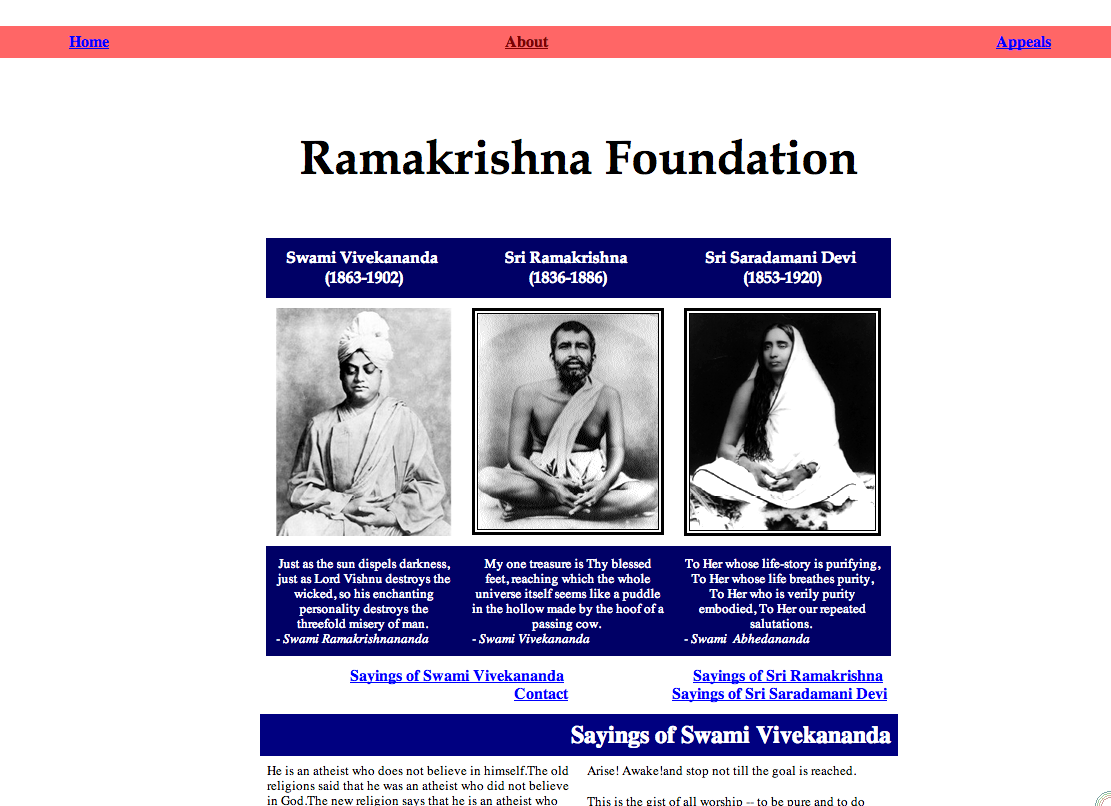 Home About Appeals
Ramakrishna Foundation
Swami Vivekananda
(1863-1902)
Sri Ramakrishna
(1836-1886)
Sri Saradamani Devi
(1853-1920)
Just as the sun dispels darkness,
just as Lord Vishnu destroys the
wicked, so his enchanting
personality destroys the
threefold misery of man.
- Swami Ramakrishnananda
My one treasure is Thy blessed
feet, reaching which the whole
universe itself seems like a puddle
in the hollow made by the hoof of a
passing cow.
- Swami Vivekananda
To Her whose life-story is purifying,
To Her whose life breathes purity,
To Her who is verily purity
embodied, To Her our repeated
salutations.
- Swami Abhedananda
Sayings of Swami Vivekananda
Contact
Sayings of Sri Ramakrishna
Sayings of Sri Saradamani Devi
Sayings of Swami Vivekananda
He is an atheist who does not believe in himself.The old
religions said that he was an atheist who did not believe
in God.The new religion says that he is an atheist who
Arise! Awake!and stop not till the goal is reached.
This is the gist of all worship -- to be pure and to do